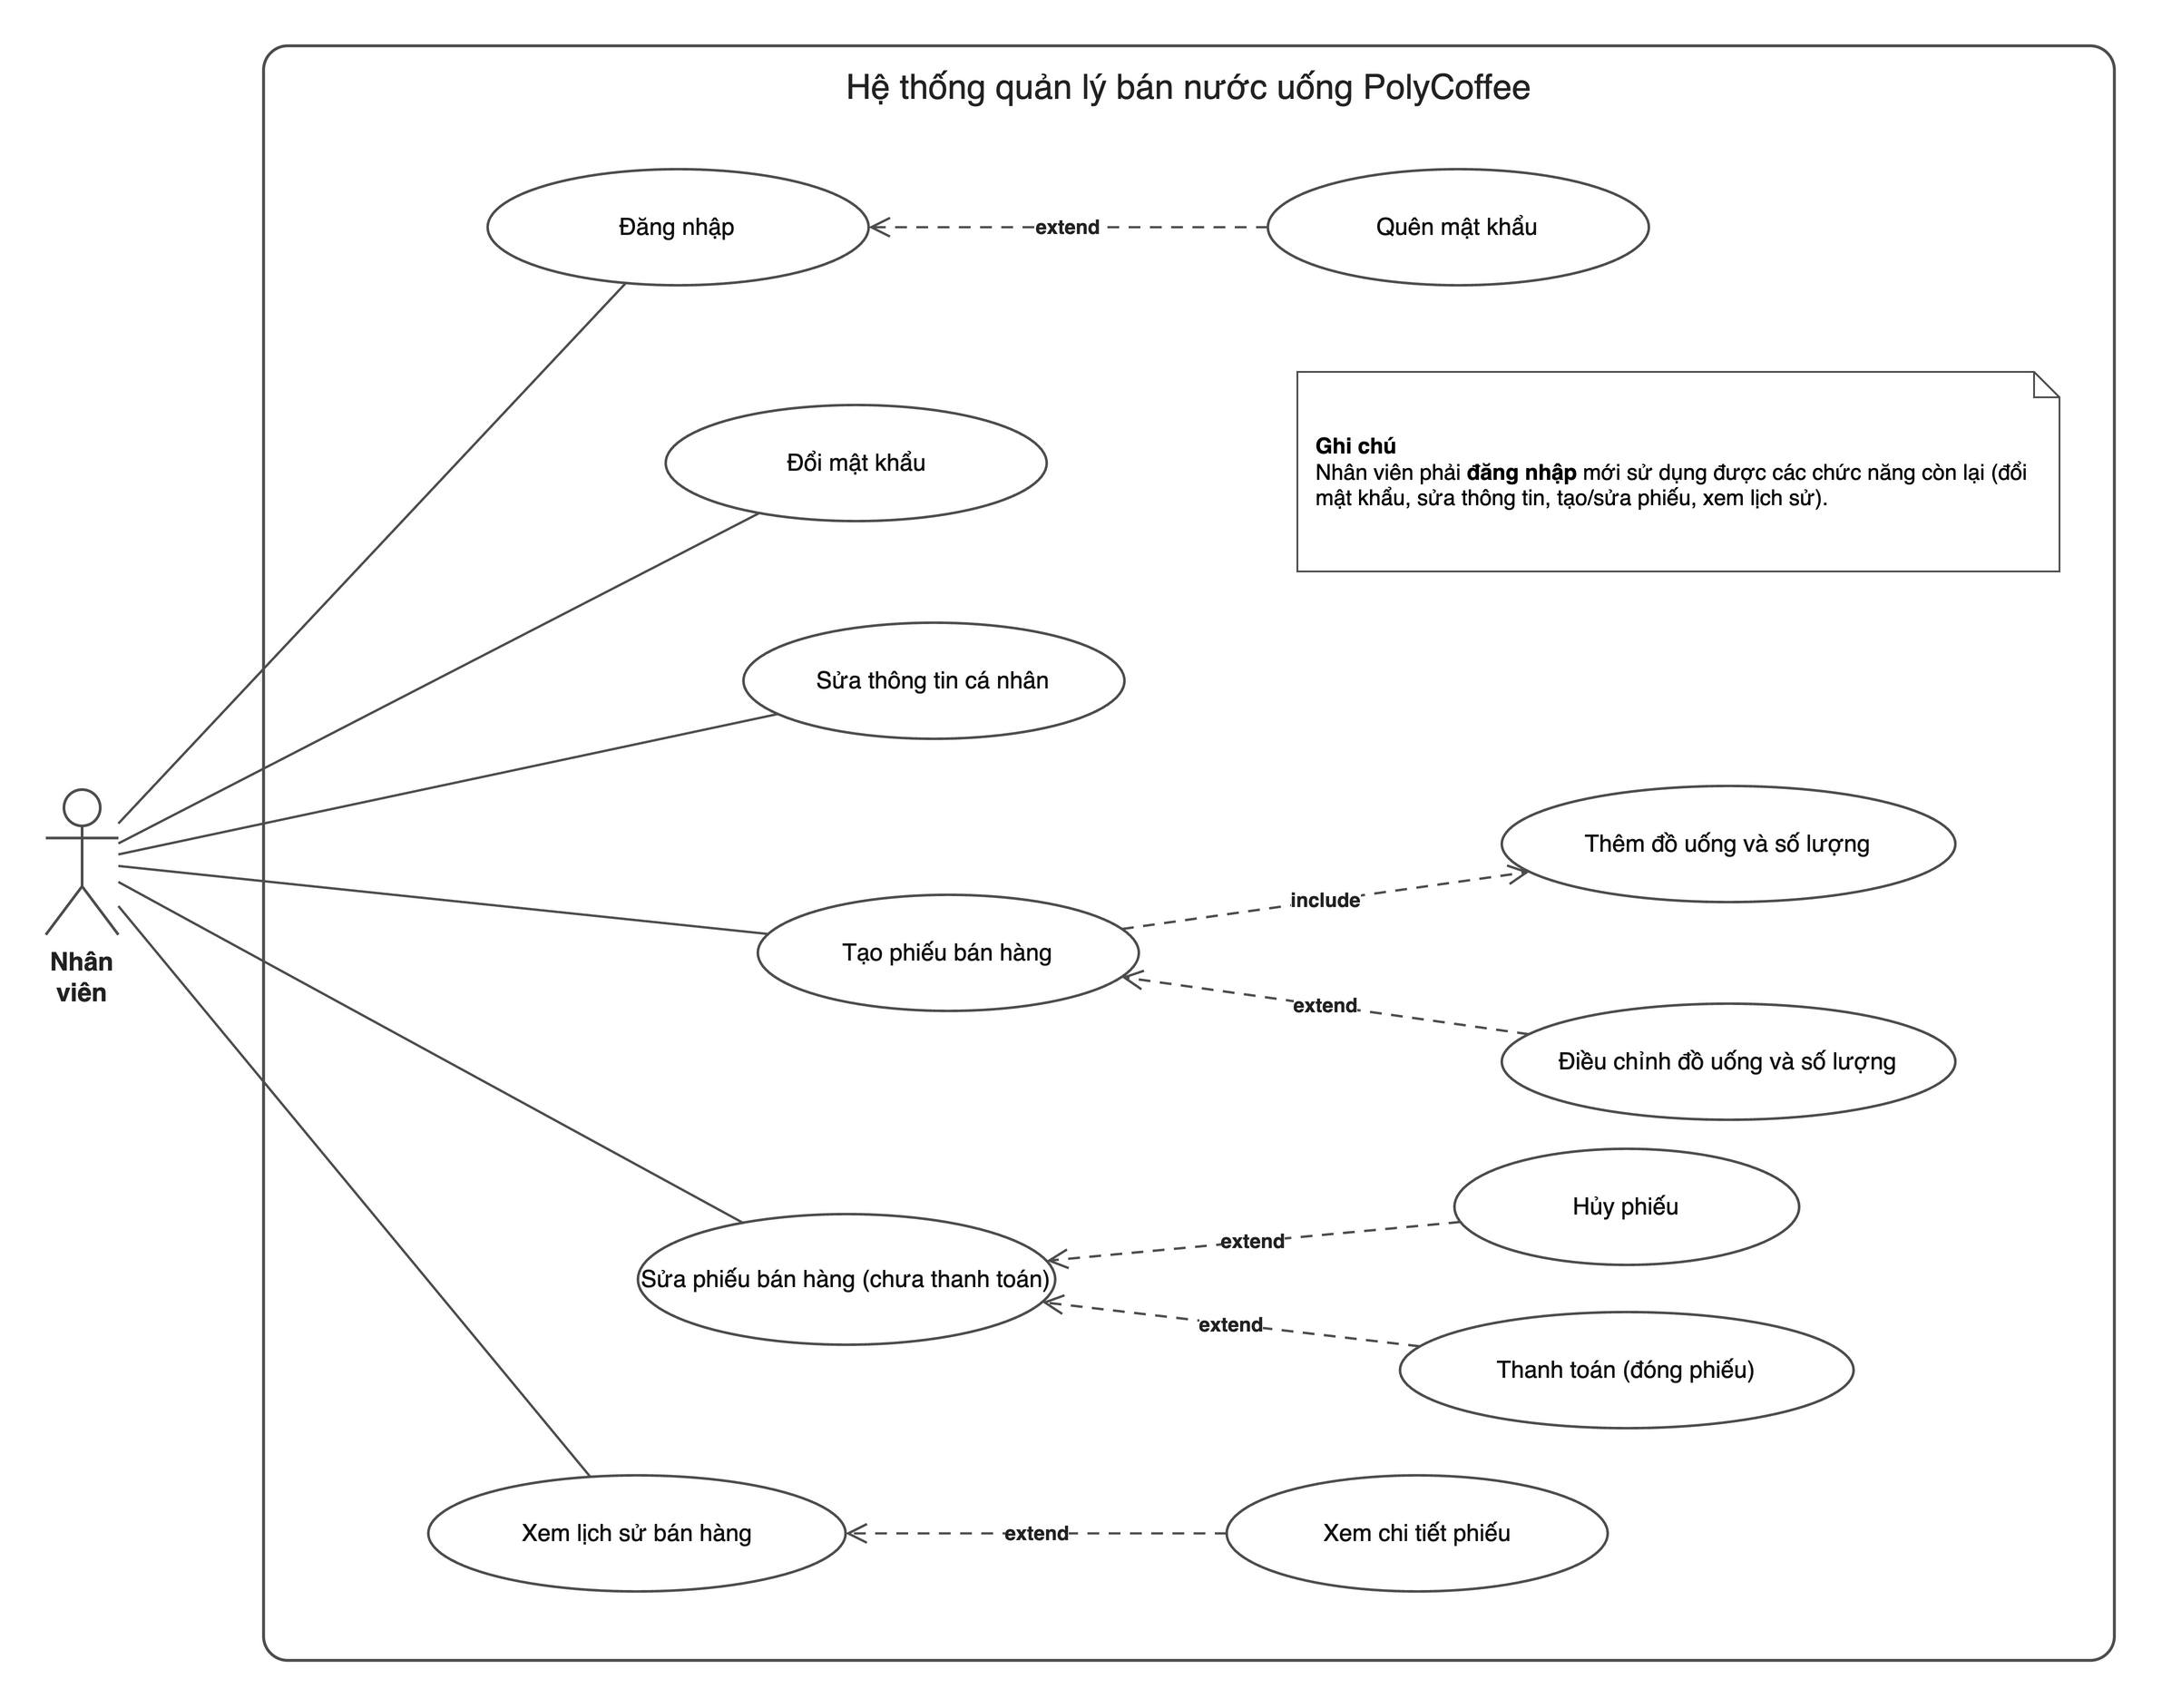 Hệ thống quản lý bán nước uống PolyCoffee
Đăng nhập
extend
Quên mật khẩu
Đổi mật khẩu
Ghi chú
Nhân viên phải đăng nhập mới sử dụng được các chức năng còn lại (đổi
mật khẩu, sửa thông tin, tạo/sửa phiếu, xem lịch sử).
Sửa thông tin cá nhân
Thêm đồ uống và số lượng
include
Tạo phiếu bán hàng
Nhân
viên
extend
Điều chỉnh đồ uống và số lượng
Hủy phiếu
extend
Sửa phiếu bán hàng (chưa thanh toán)
extend
Thanh toán (đóng phiếu)
Xem lịch sử bán hàng
extend
Xem chi tiết phiếu